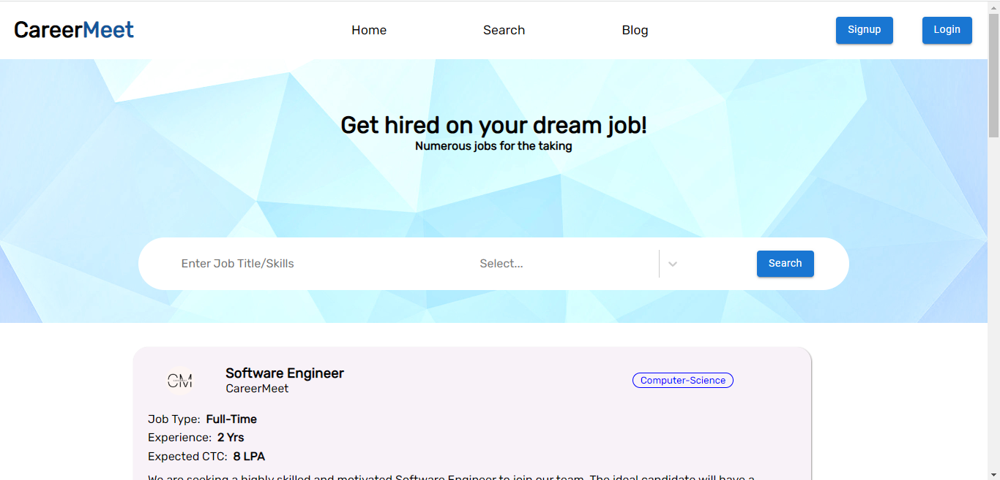 CareerMeet Home Search Blog Signup Login
Get hired on your dream job!
Numerous jobs for the taking
Enter Job Title/Skills Select... Search
CM Software Engineer Computer-Science
CareerMeet
Job Type: Full-Time
Experience: 2 Yrs
Expected CTC: 8 LPA
We are seeking a highly skilled and motivated Software Engineer to join our team. The ideal candidate will have a